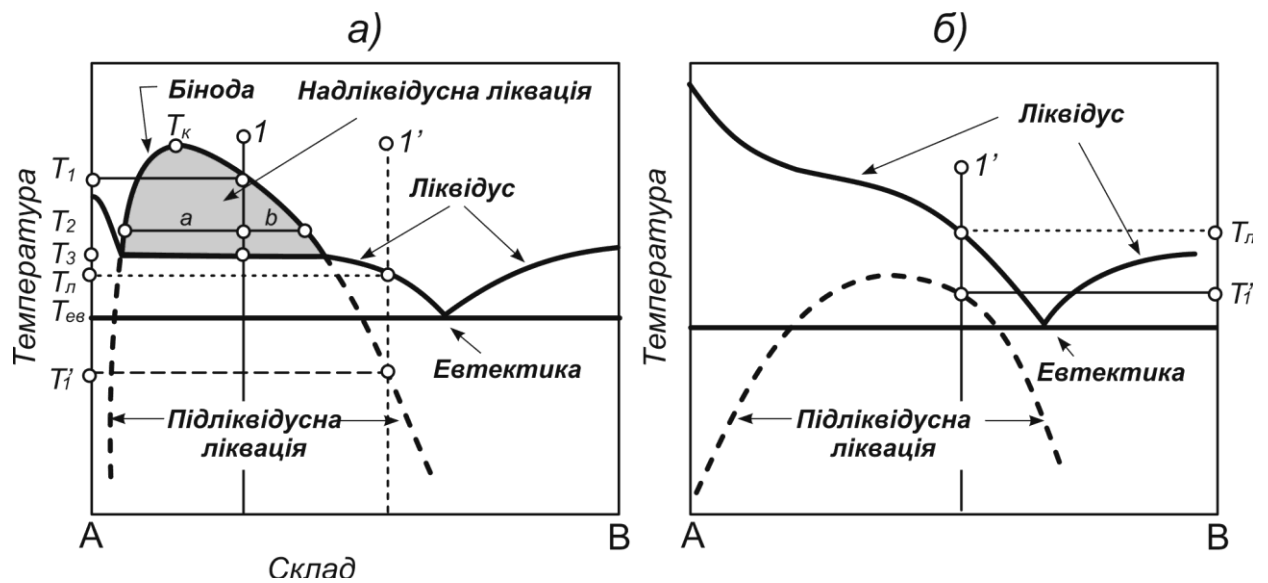 а)
Бінода
Надліквідусна ліквація
Tк
1
1’
T1
T2
T3
Tл
Tев
T1’
a
b
Ліквідус
Евтектика
Підліквідусна
ліквація
Температура
A
B
Склад
б)
Ліквідус
1’
Tл
T1’
Евтектика
Підліквідусна
ліквація
Температура
A
B